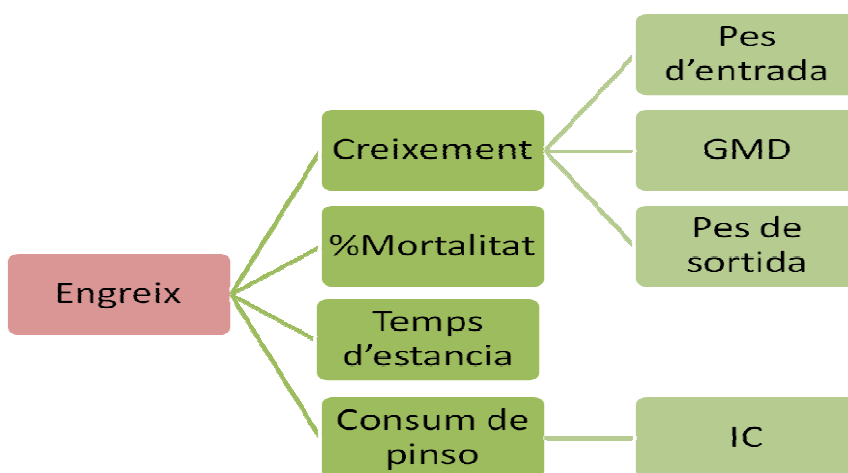 Pes
d’entrada
Creixement
GMD
%Mortalitat
Pes de
sortida
Engreix
Temps
d’estancia
Consum de
pinso
IC